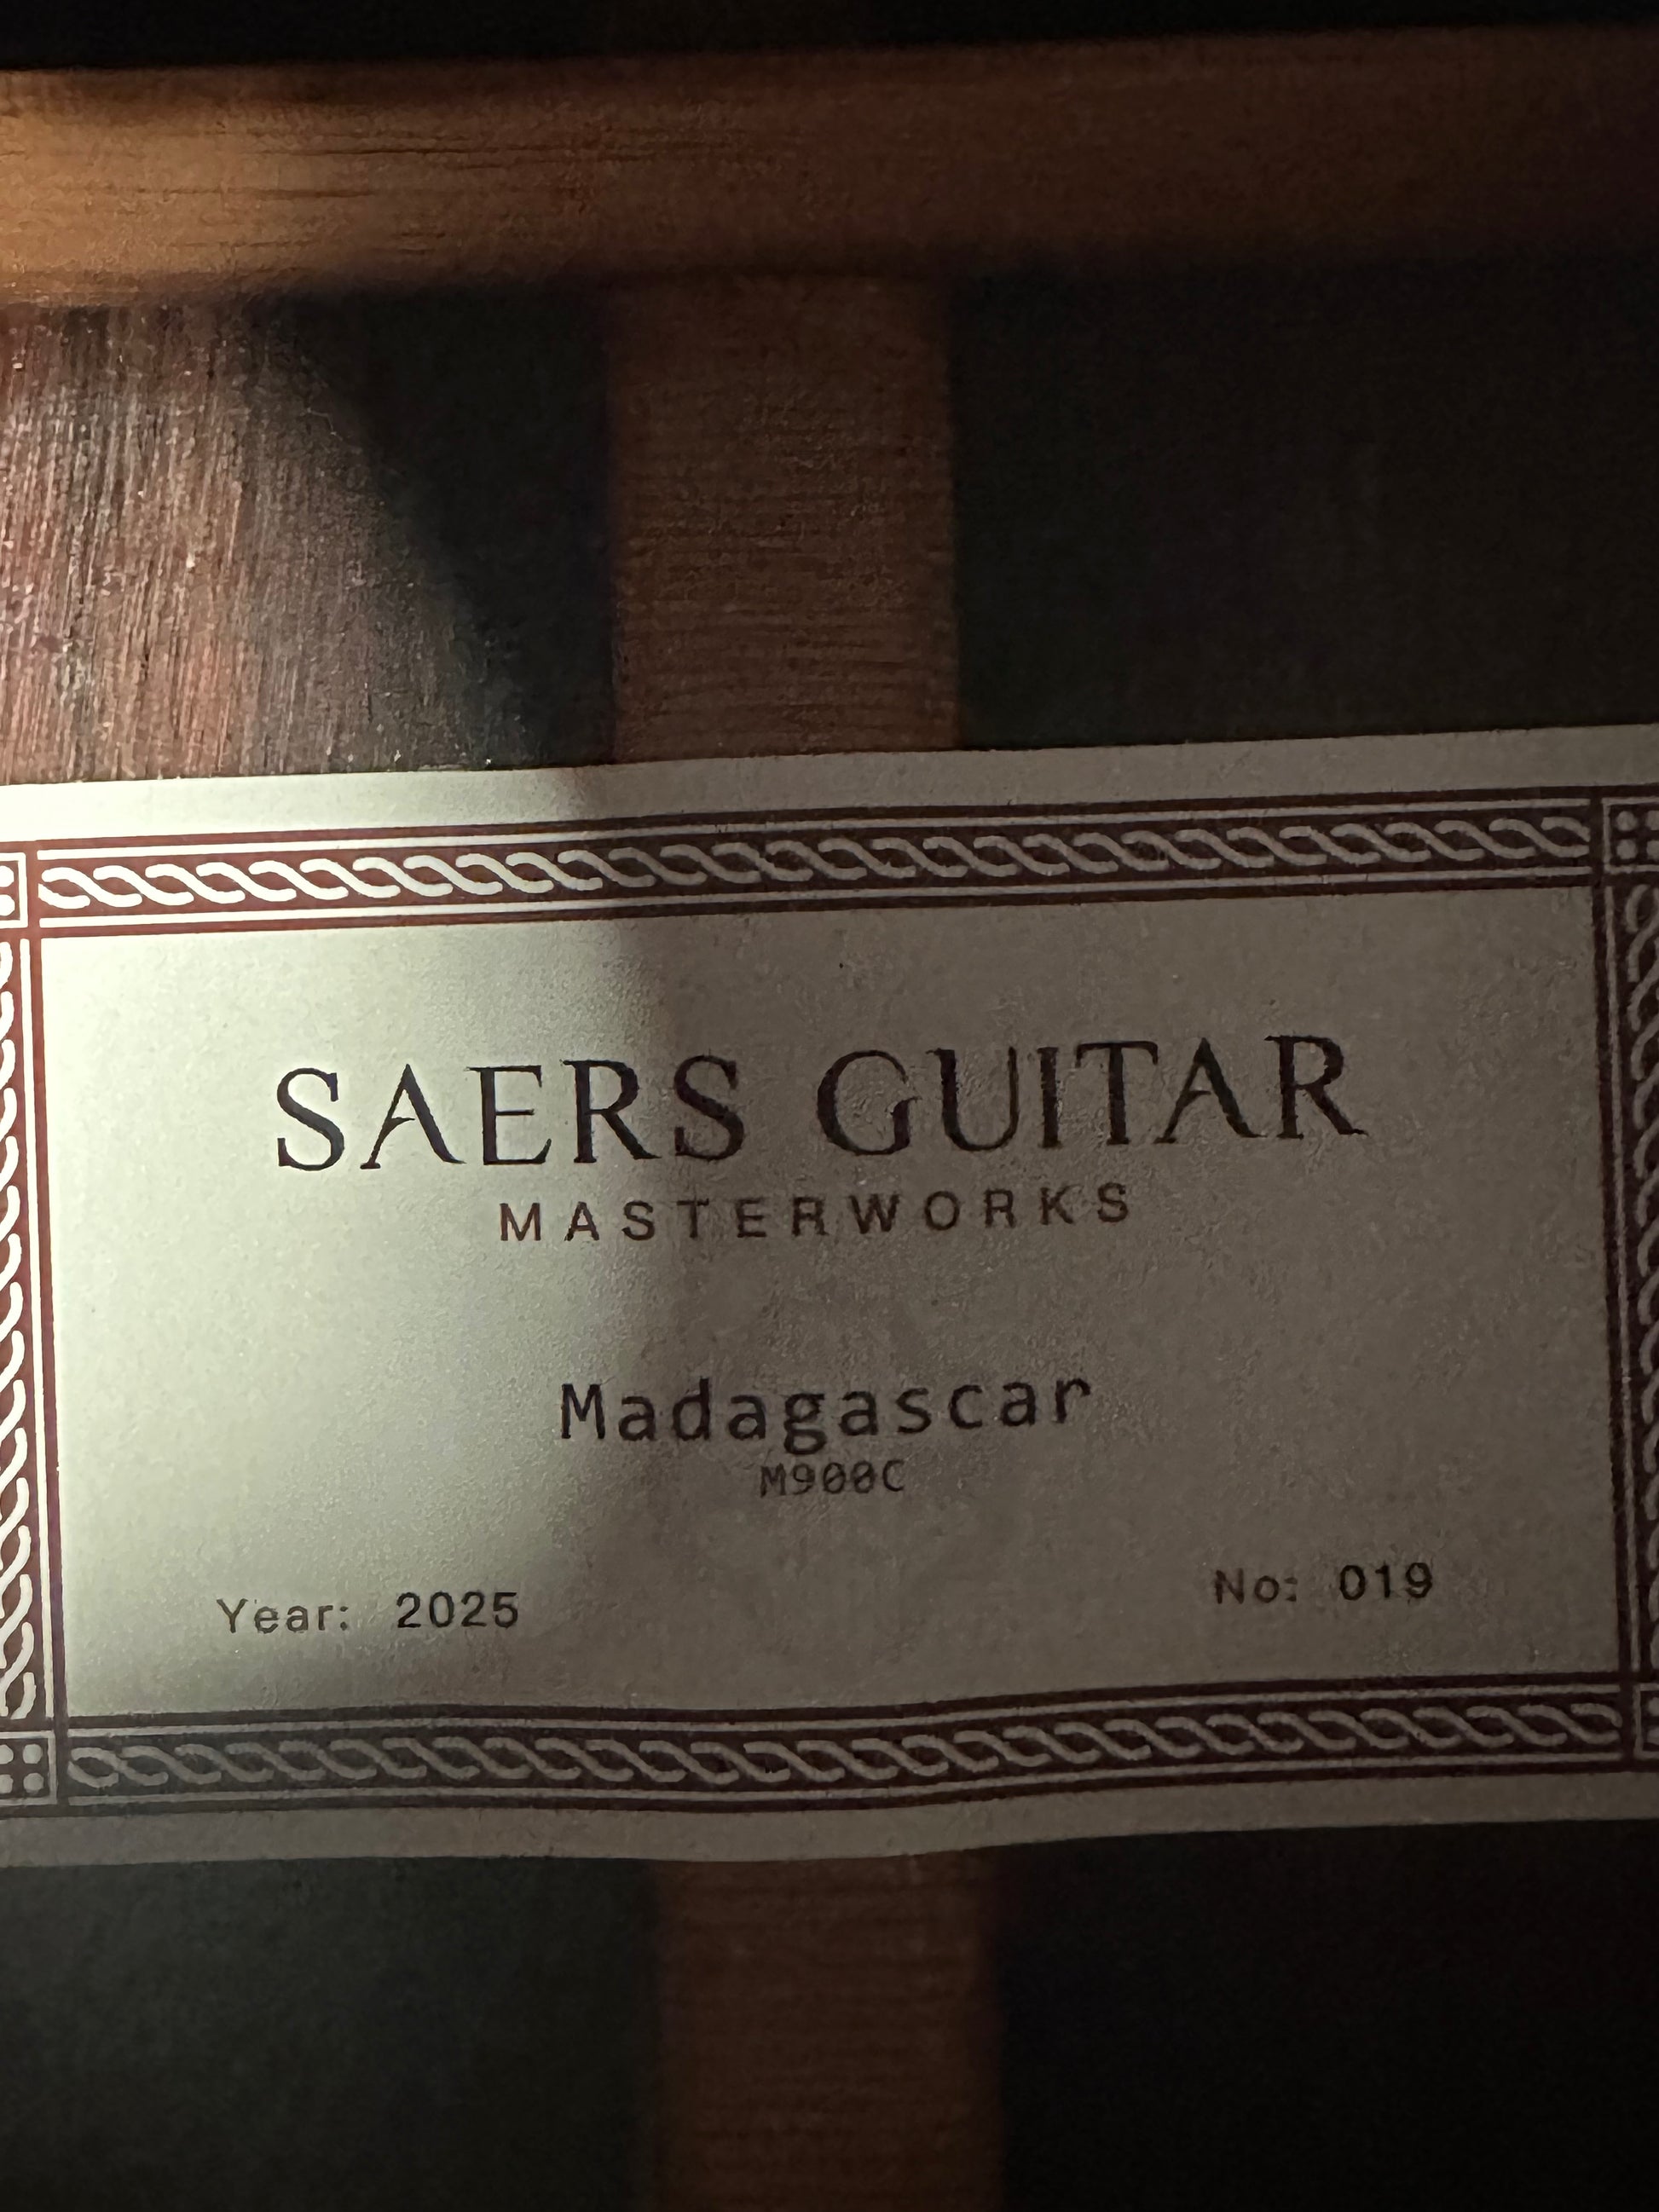 SAERS GUITAR
MASTERWORKS
Madagascar
M900C
Year: 2025 No: 019